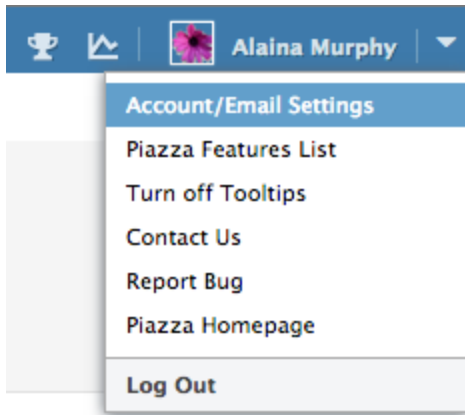 Alaina Murphy
Account/Email Settings
Piazza Features List
Turn off Tooltips
Contact Us
Report Bug
Piazza Homepage
Log Out